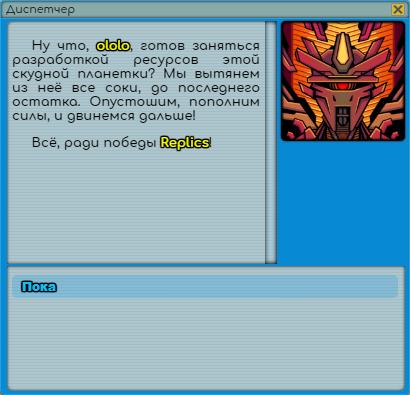 Диспетчер
Ну что, ololo, готов заняться
разработкой ресурсов этой
скудной планетки? Мы вытянем
из неё все соки, до последнего
остатка. Опустошим, пополним
силы, и двинемся дальше!
Всё, ради победы Replics!
Пока